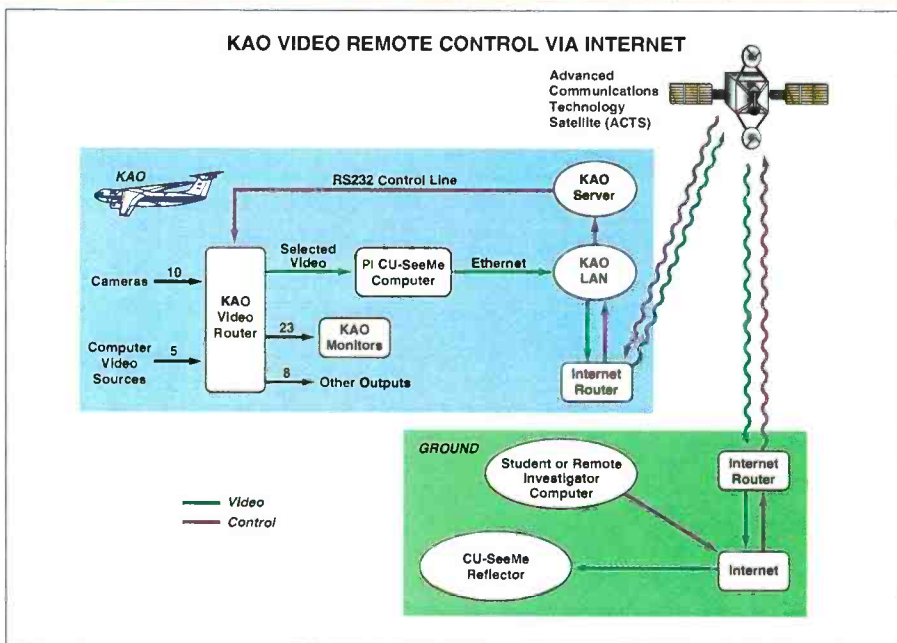 KAO VIDEO REMOTE CONTROL VIA INTERNET
Advanced
Communications
Technology
Satellite (ACTS)
KAO
RS232 Control Line
KAO
Server
Selected
Video
PI CU-SeeMe
Computer
Ethernet
KAO
LAN
Cameras
10
KAO
Video
Router
23
KAO
Monitors
Computer
Video
Sources
5
8
Other Outputs
Internet
Router
GROUND
Student or Remote
Investigator
Computer
Internet
Router
Video
Control
CU-SeeMe
Reflector
Internet